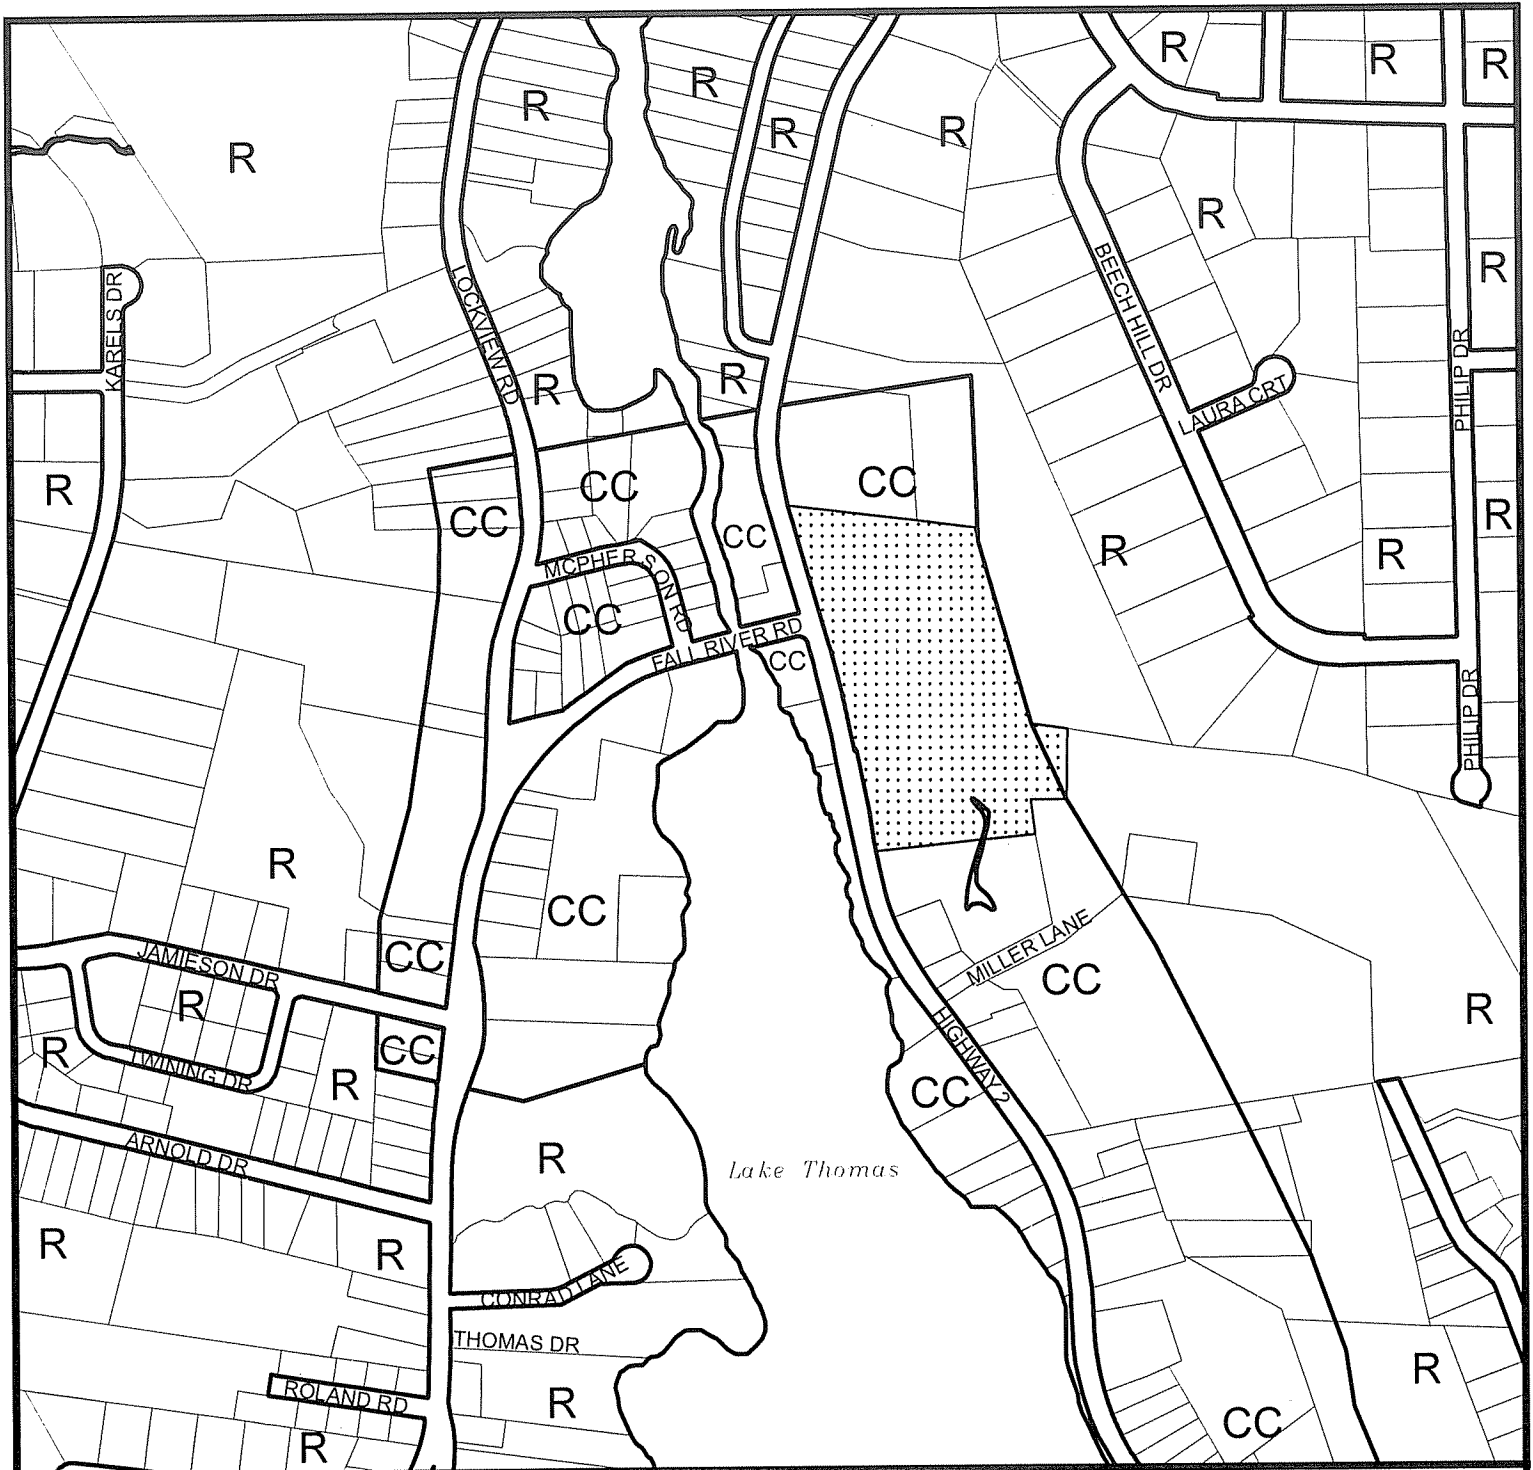 R
R
R
R
R
R
R
R
R
R
KARELS DR
LOCKVIEW RD
BEECH HILL DR
R
R
R
PHILIP DR
LAURA CRT
R
CC
CC
CC
CC
R
R
R
MCPHERSON RD
CC
FALL RIVER RD
CC
PHILIP DR
R
CC
CC
MILLER LANE
JAMIESON DR
CC
R
R
R
CC
TWINING DR
R
HIGHWAY 2
CC
ARNOLD DR
R
Lake Thomas
R
R
CONRAD LANE
THOMAS DR
R
ROLAND RD
R
CC
R